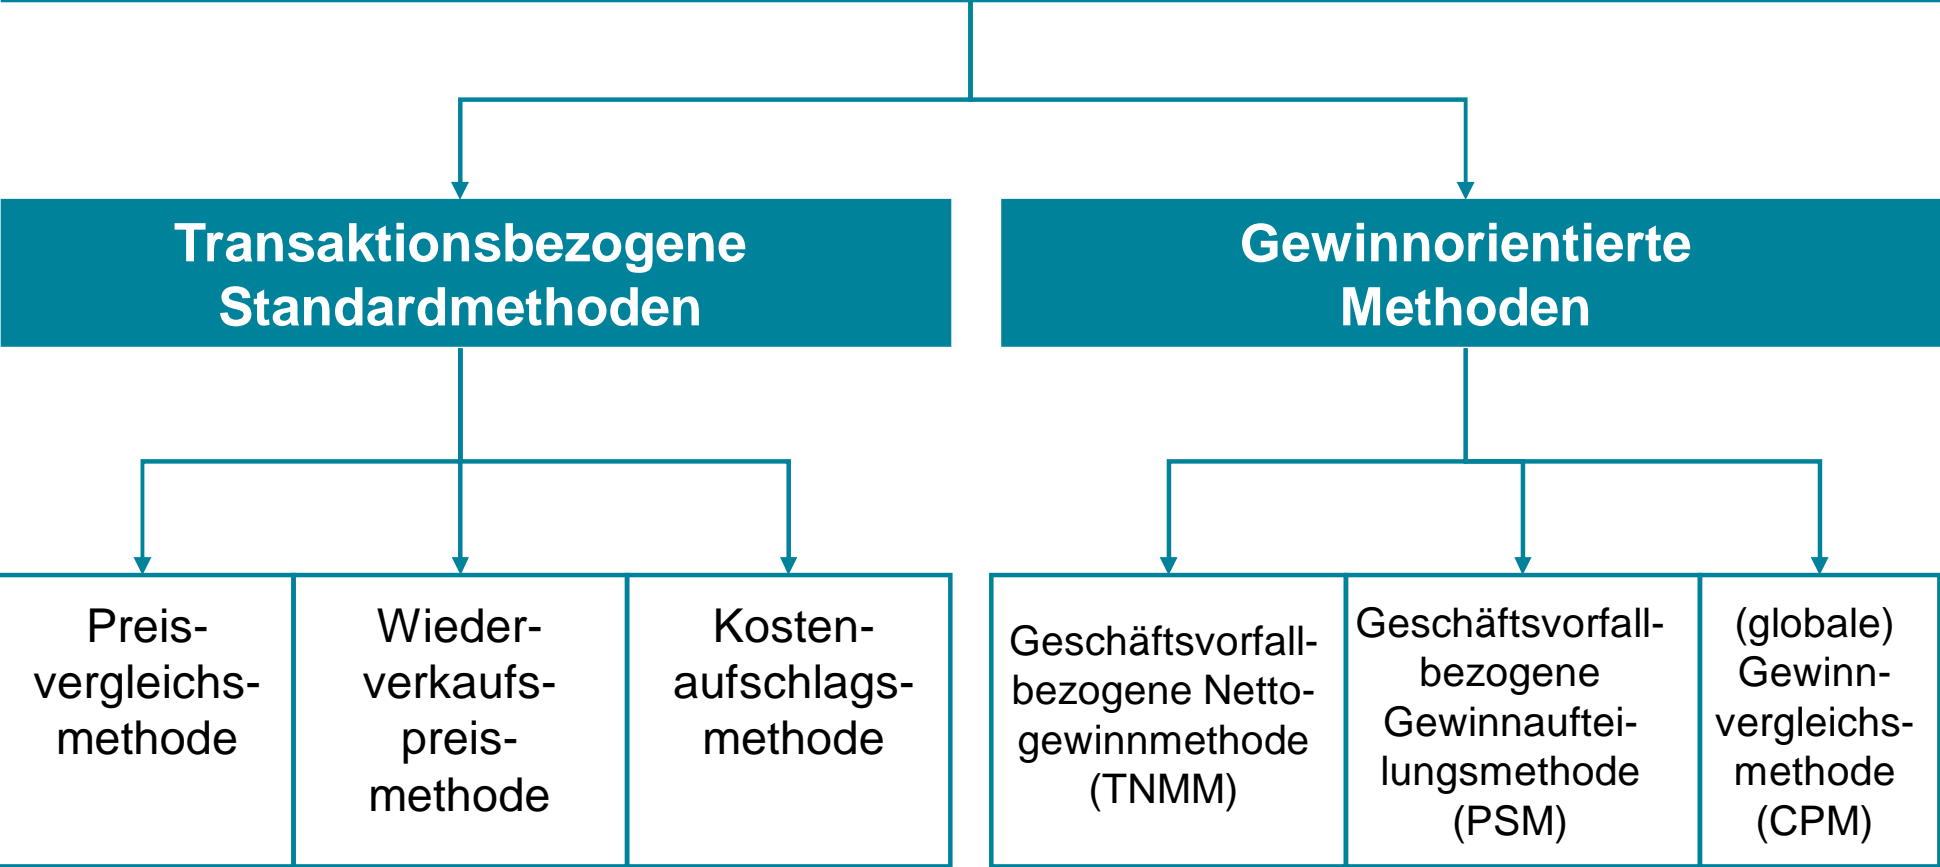 Transaktionsbezogene
Standardmethoden
Gewinnorientierte
Methoden
Preis-
vergleichs-
methode
Wieder-
verkaufs-
preis-
methode
Kosten-
aufschlags-
methode
Geschäftsvorfall-
bezogene Netto-
gewinnmethode
(TNMM)
Geschäftsvorfall-
bezogene
Gewinnauftei-
lungsmethode
(PSM)
(globale)
Gewinn-
vergleichs-
methode
(CPM)